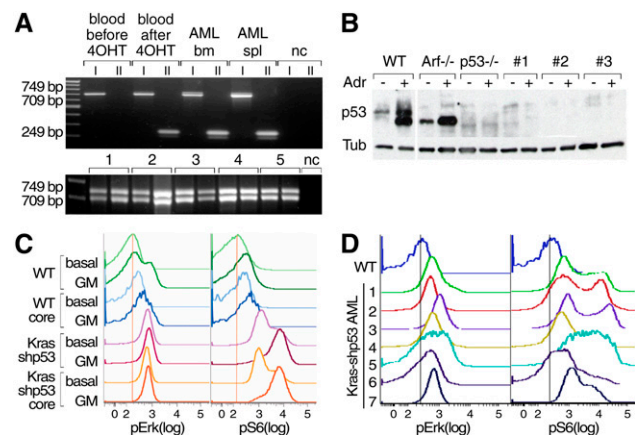 A
blood before 4OHT
blood after 4OHT
AML bm
AML spl
nc
I II I II I II I II I II
749 bp
709 bp
249 bp
1 2 3 4 5 nc
749 bp
709 bp
B
WT Arf-/- p53-/- #1 #2 #3
- + - + - + - + - + - + Adr
p53
Tub
C
WT
basal
GM
WT core
basal
GM
Kras shp53
basal
GM
Kras shp53 core
basal
GM
0 2 3 4 5
pErk(log)
0 2 3 4 5
pS6(log)
D
WT
Kras-shp53 AML
1
2
3
4
5
6
7
0 2 3 4 5
pErk(log)
0 2 3 4 5
pS6(log)